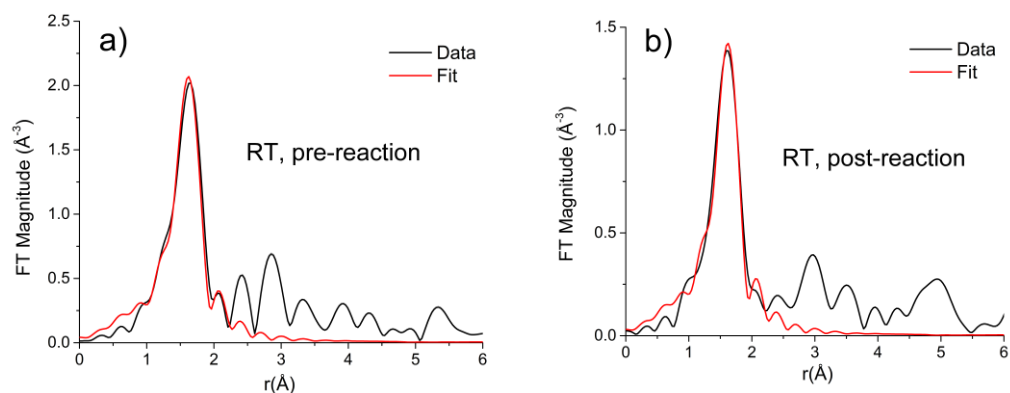 a)
Data
Fit
RT, pre-reaction
FT Magnitude (Å⁻³)
2.5
2.0
1.5
1.0
0.5
0.0
0 1 2 3 4 5 6
r(Å)
b)
Data
Fit
RT, post-reaction
FT Magnitude (Å⁻³)
1.5
1.0
0.5
0.0
0 1 2 3 4 5 6
r(Å)